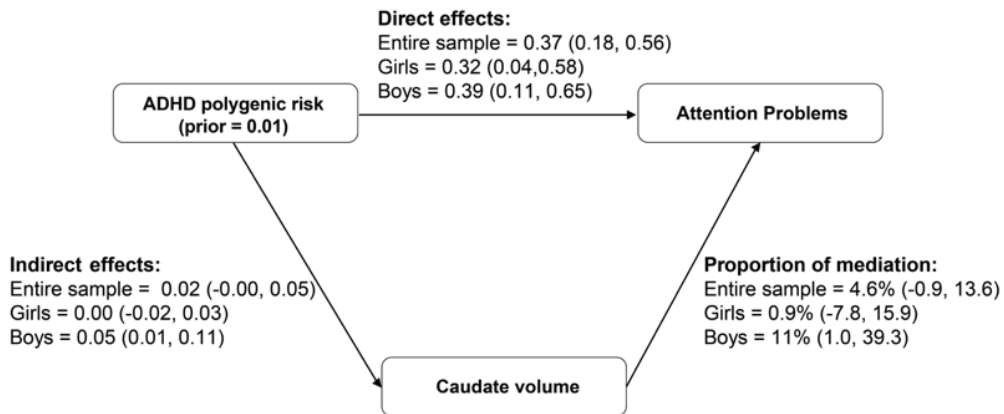 Direct effects:
Entire sample = 0.37 (0.18, 0.56)
Girls = 0.32 (0.04,0.58)
Boys = 0.39 (0.11, 0.65)
ADHD polygenic risk
(prior = 0.01)
Attention Problems
Indirect effects:
Entire sample =  0.02 (-0.00, 0.05)
Girls = 0.00 (-0.02, 0.03)
Boys = 0.05 (0.01, 0.11)
Proportion of mediation:
Entire sample = 4.6% (-0.9, 13.6)
Girls = 0.9% (-7.8, 15.9)
Boys = 11% (1.0, 39.3)
Caudate volume